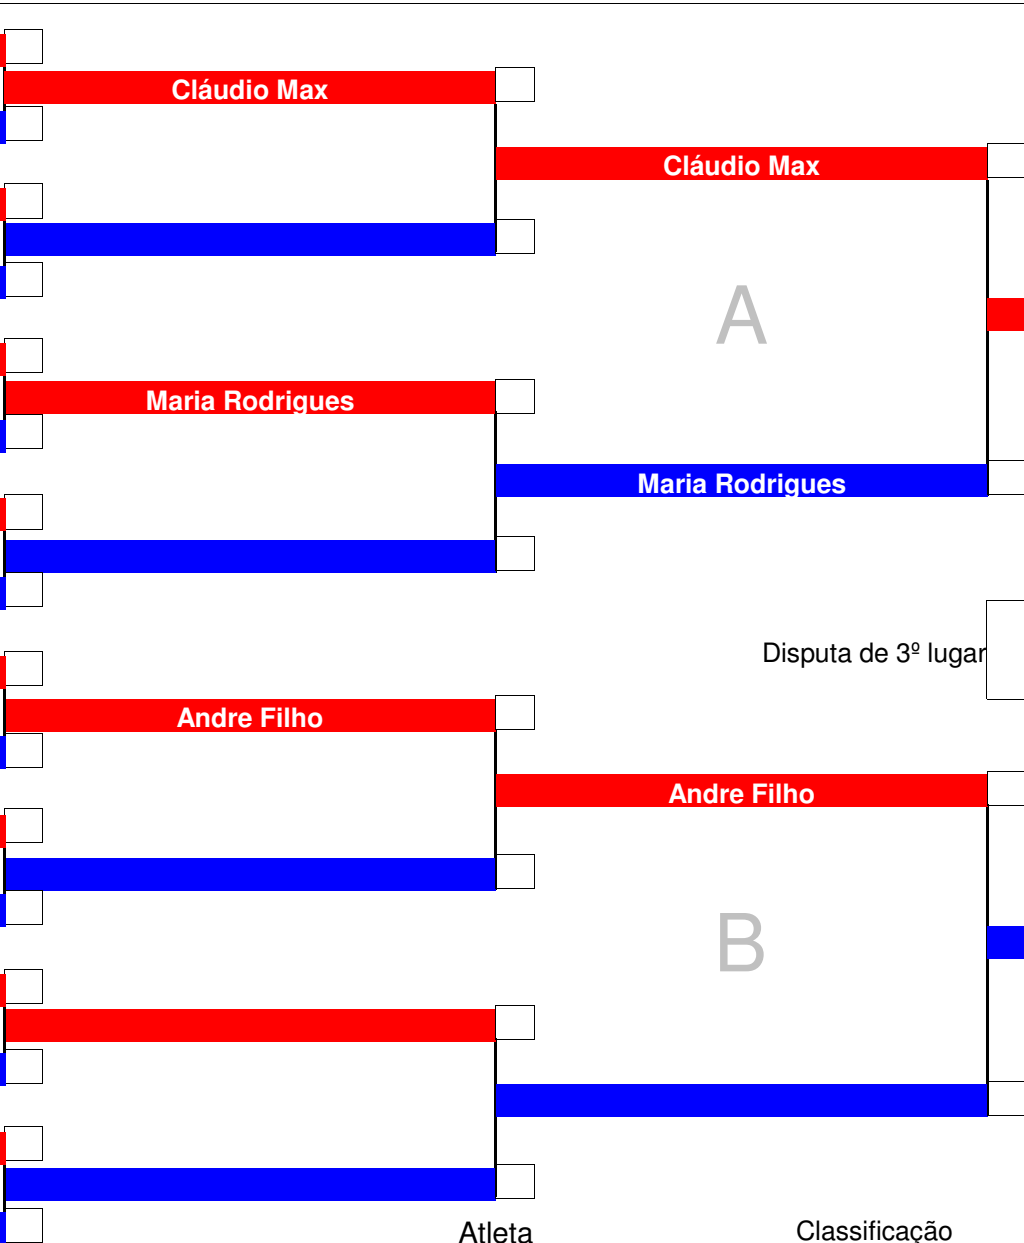 Cláudio Max
Cláudio Max
A
Maria Rodrigues
Maria Rodrigues
Disputa de 3º lugar
Andre Filho
Andre Filho
B
Atleta
Classificação